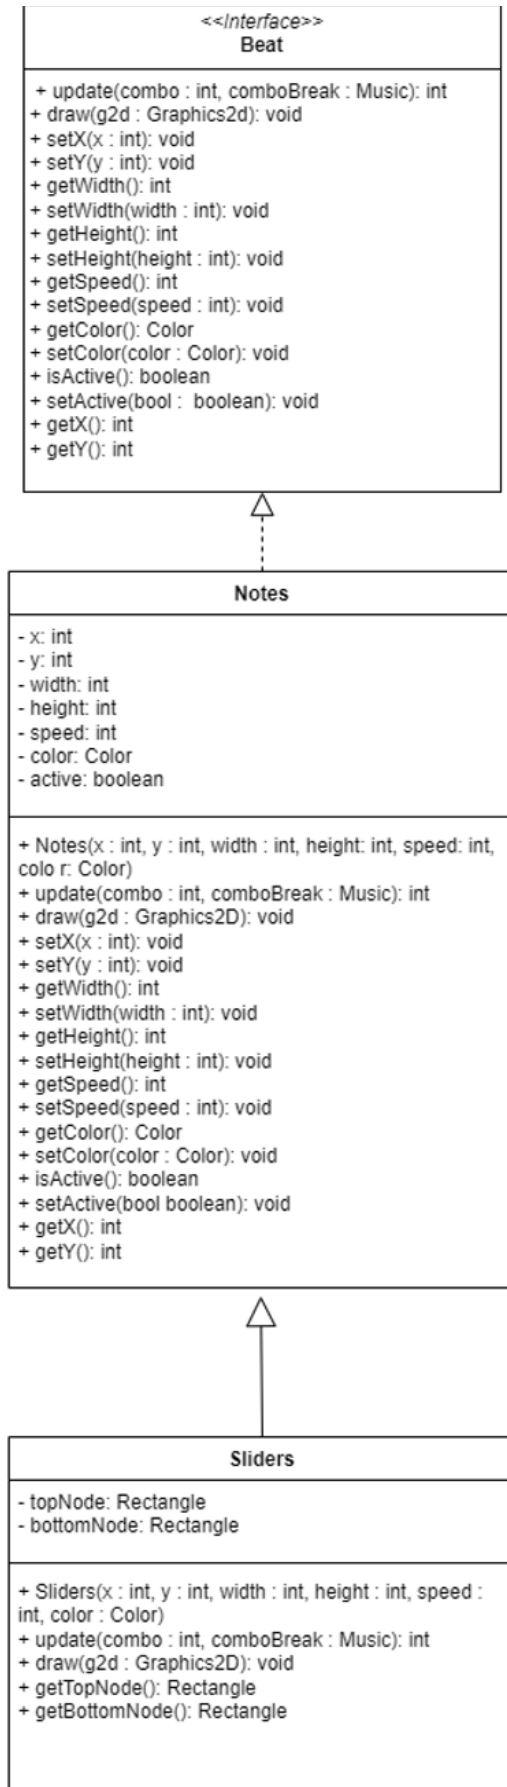 <<Interface>>
Beat
+ update(combo : int, comboBreak : Music): int
+ draw(g2d : Graphics2d): void
+ setX(x : int): void
+ setY(y : int): void
+ getWidth(): int
+ setWidth(width : int): void
+ getHeight(): int
+ setHeight(height : int): void
+ getSpeed(): int
+ setSpeed(speed : int): void
+ getColor(): Color
+ setColor(color : Color): void
+ isActive(): boolean
+ setActive(bool :  boolean): void
+ getX(): int
+ getY(): int
Notes
- x: int
- y: int
- width: int
- height: int
- speed: int
- color: Color
- active: boolean
+ Notes(x : int, y : int, width : int, height: int, speed: int,
colo r: Color)
+ update(combo : int, comboBreak : Music): int
+ draw(g2d : Graphics2D): void
+ setX(x : int): void
+ setY(y : int): void
+ getWidth(): int
+ setWidth(width : int): void
+ getHeight(): int
+ setHeight(height : int): void
+ getSpeed(): int
+ setSpeed(speed : int): void
+ getColor(): Color
+ setColor(color : Color): void
+ isActive(): boolean
+ setActive(bool boolean): void
+ getX(): int
+ getY(): int
Sliders
- topNode: Rectangle
- bottomNode: Rectangle
+ Sliders(x : int, y : int, width : int, height : int, speed :
int, color : Color)
+ update(combo : int, comboBreak : Music): int
+ draw(g2d : Graphics2D): void
+ getTopNode(): Rectangle
+ getBottomNode(): Rectangle